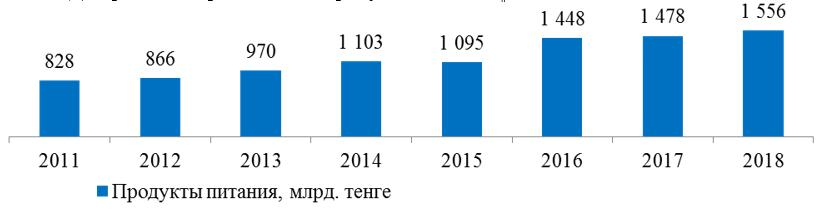 828 866 970 1 103 1 095 1 448 1 478 1 556
2011 2012 2013 2014 2015 2016 2017 2018
Продукты питания, млрд. тенге